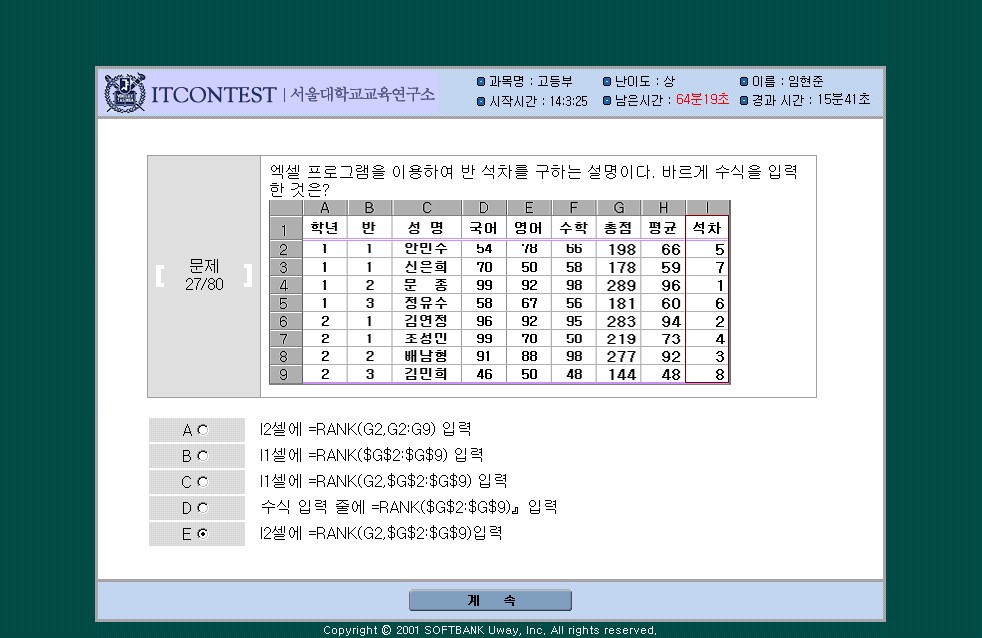 ITCONTEST | 서울대학교교육연구소
과목명 : 고등부 난이도 : 상 이름 : 임현준
시작시간 : 14:3:25 남은시간 : 64분19초 경과 시간 : 15분41초
문제
27/80
엑셀 프로그램을 이용하여 반 석차를 구하는 설명이다. 바르게 수식을 입력
한 것은?
A B C D E F G H I
1 학년 반 성 명 국어 영어 수학 총점 평균 석차
2 1 1 안민수 54 78 66 198 66 5
3 1 1 신은희 70 50 58 178 59 7
4 1 2 문 종 99 92 98 289 96 1
5 1 3 정유수 58 67 56 181 60 6
6 2 1 김연정 96 92 95 283 94 2
7 2 1 조성민 99 70 50 219 73 4
8 2 2 배남형 91 88 98 277 92 3
9 2 3 김민희 46 50 48 144 48 8
A I2셀에 =RANK(G2,G2:G9) 입력
B I1셀에 =RANK($G$2:$G$9) 입력
C I1셀에 =RANK(G2,$G$2:$G$9) 입력
D 수식 입력 줄에 =RANK($G$2:$G$9)』 입력
E I2셀에 =RANK(G2,$G$2:$G$9)입력
계 속
Copyright © 2001 SOFTBANK Uway, Inc. All rights reserved.